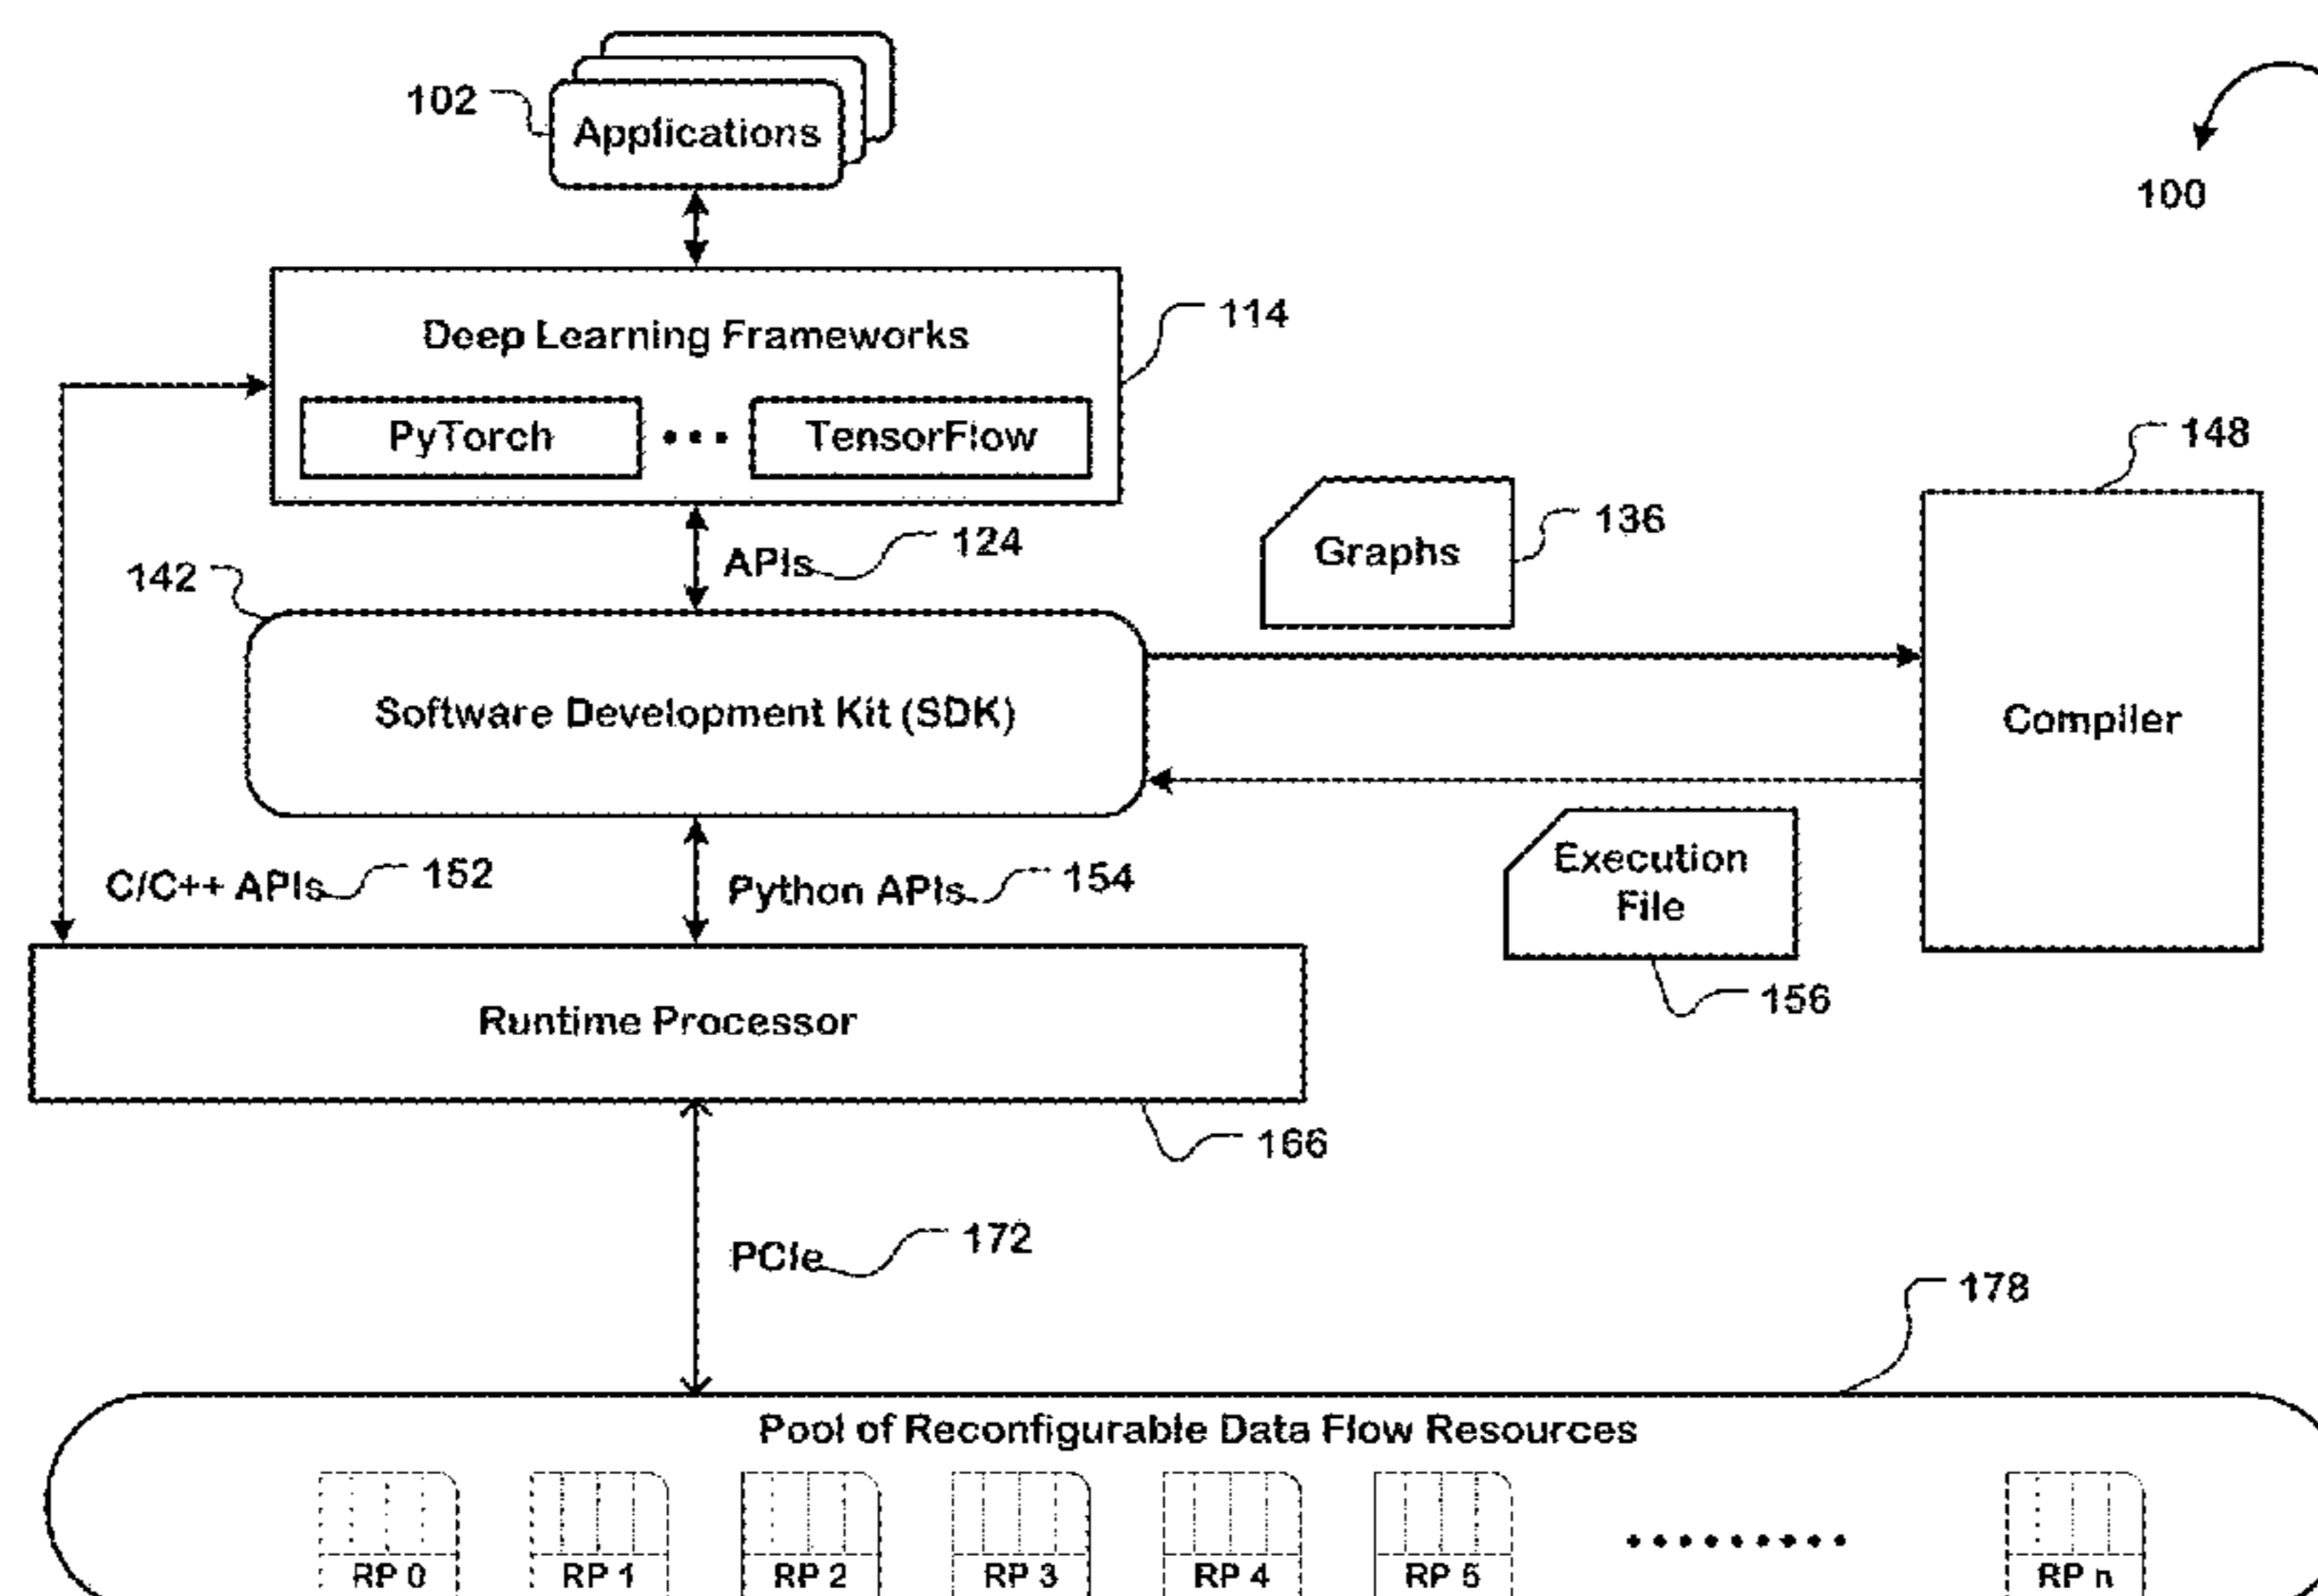 102
Applications
100
Deep Learning Frameworks
114
PyTorch ••• TensorFlow
148
APIs 124
Graphs
136
142
Software Development Kit (SDK)
Compiler
C/C++ APIs 152
Python APIs 154
Execution
File
156
Runtime Processor
166
PCIe 172
178
Pool of Reconfigurable Data Flow Resources
RP 0 RP 1 RP 2 RP 3 RP 4 RP 5 ••••••••• RP n